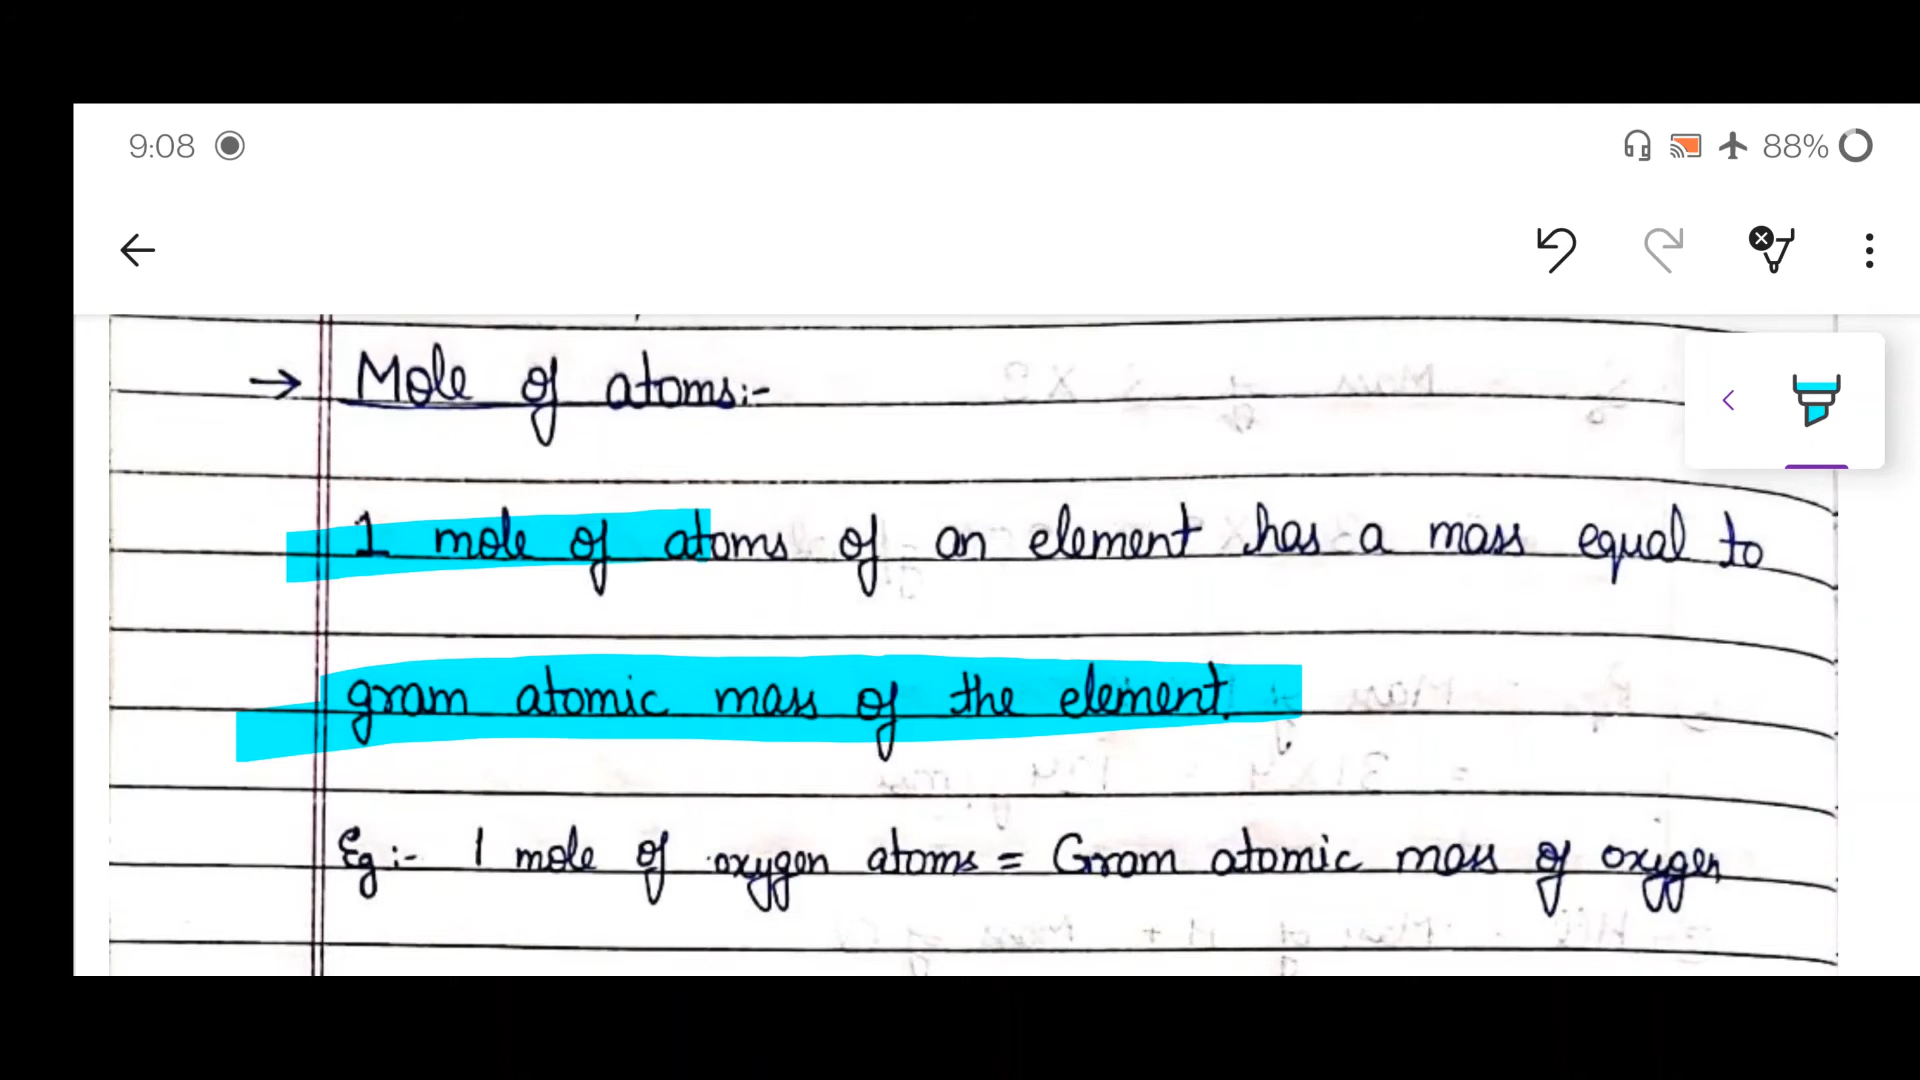 9:08 88%
→ Mole of atoms:-
1 mole of atoms of an element has a mass equal to
gram atomic mass of the element.
Eg:- 1 mole of oxygen atoms = Gram atomic mass of oxygen